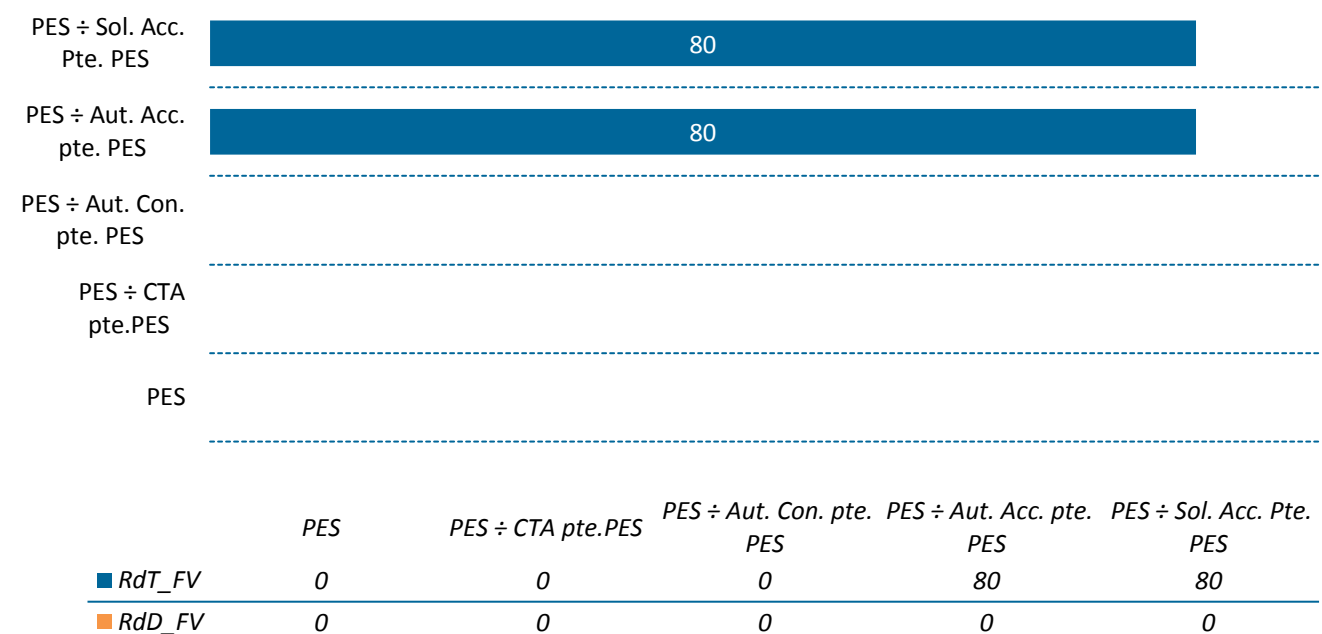 PES ÷ Sol. Acc.
Pte. PES
80
PES ÷ Aut. Acc.
pte. PES
80
PES ÷ Aut. Con.
pte. PES
PES ÷ CTA
pte.PES
PES
PES PES ÷ CTA pte.PES PES ÷ Aut. Con. pte. PES ÷ Aut. Acc. pte. PES ÷ Sol. Acc. Pte.
PES PES PES
RdT_FV 0 0 0 80 80
RdD_FV 0 0 0 0 0